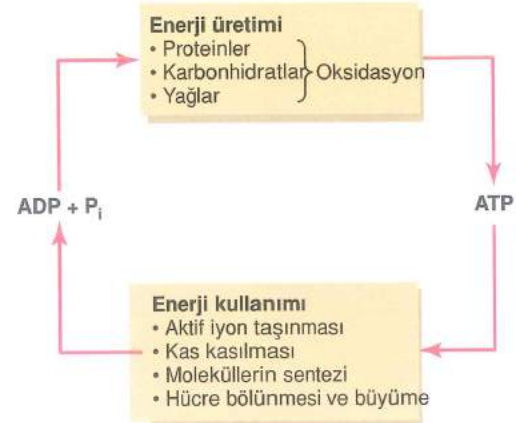 Enerji üretimi
• Proteinler
• Karbonhidratlar
Oksidasyon
• Yağlar
ADP + Pi
ATP
Enerji kullanımı
• Aktif iyon taşınması
• Kas kasılması
• Moleküllerin sentezi
• Hücre bölünmesi ve büyüme